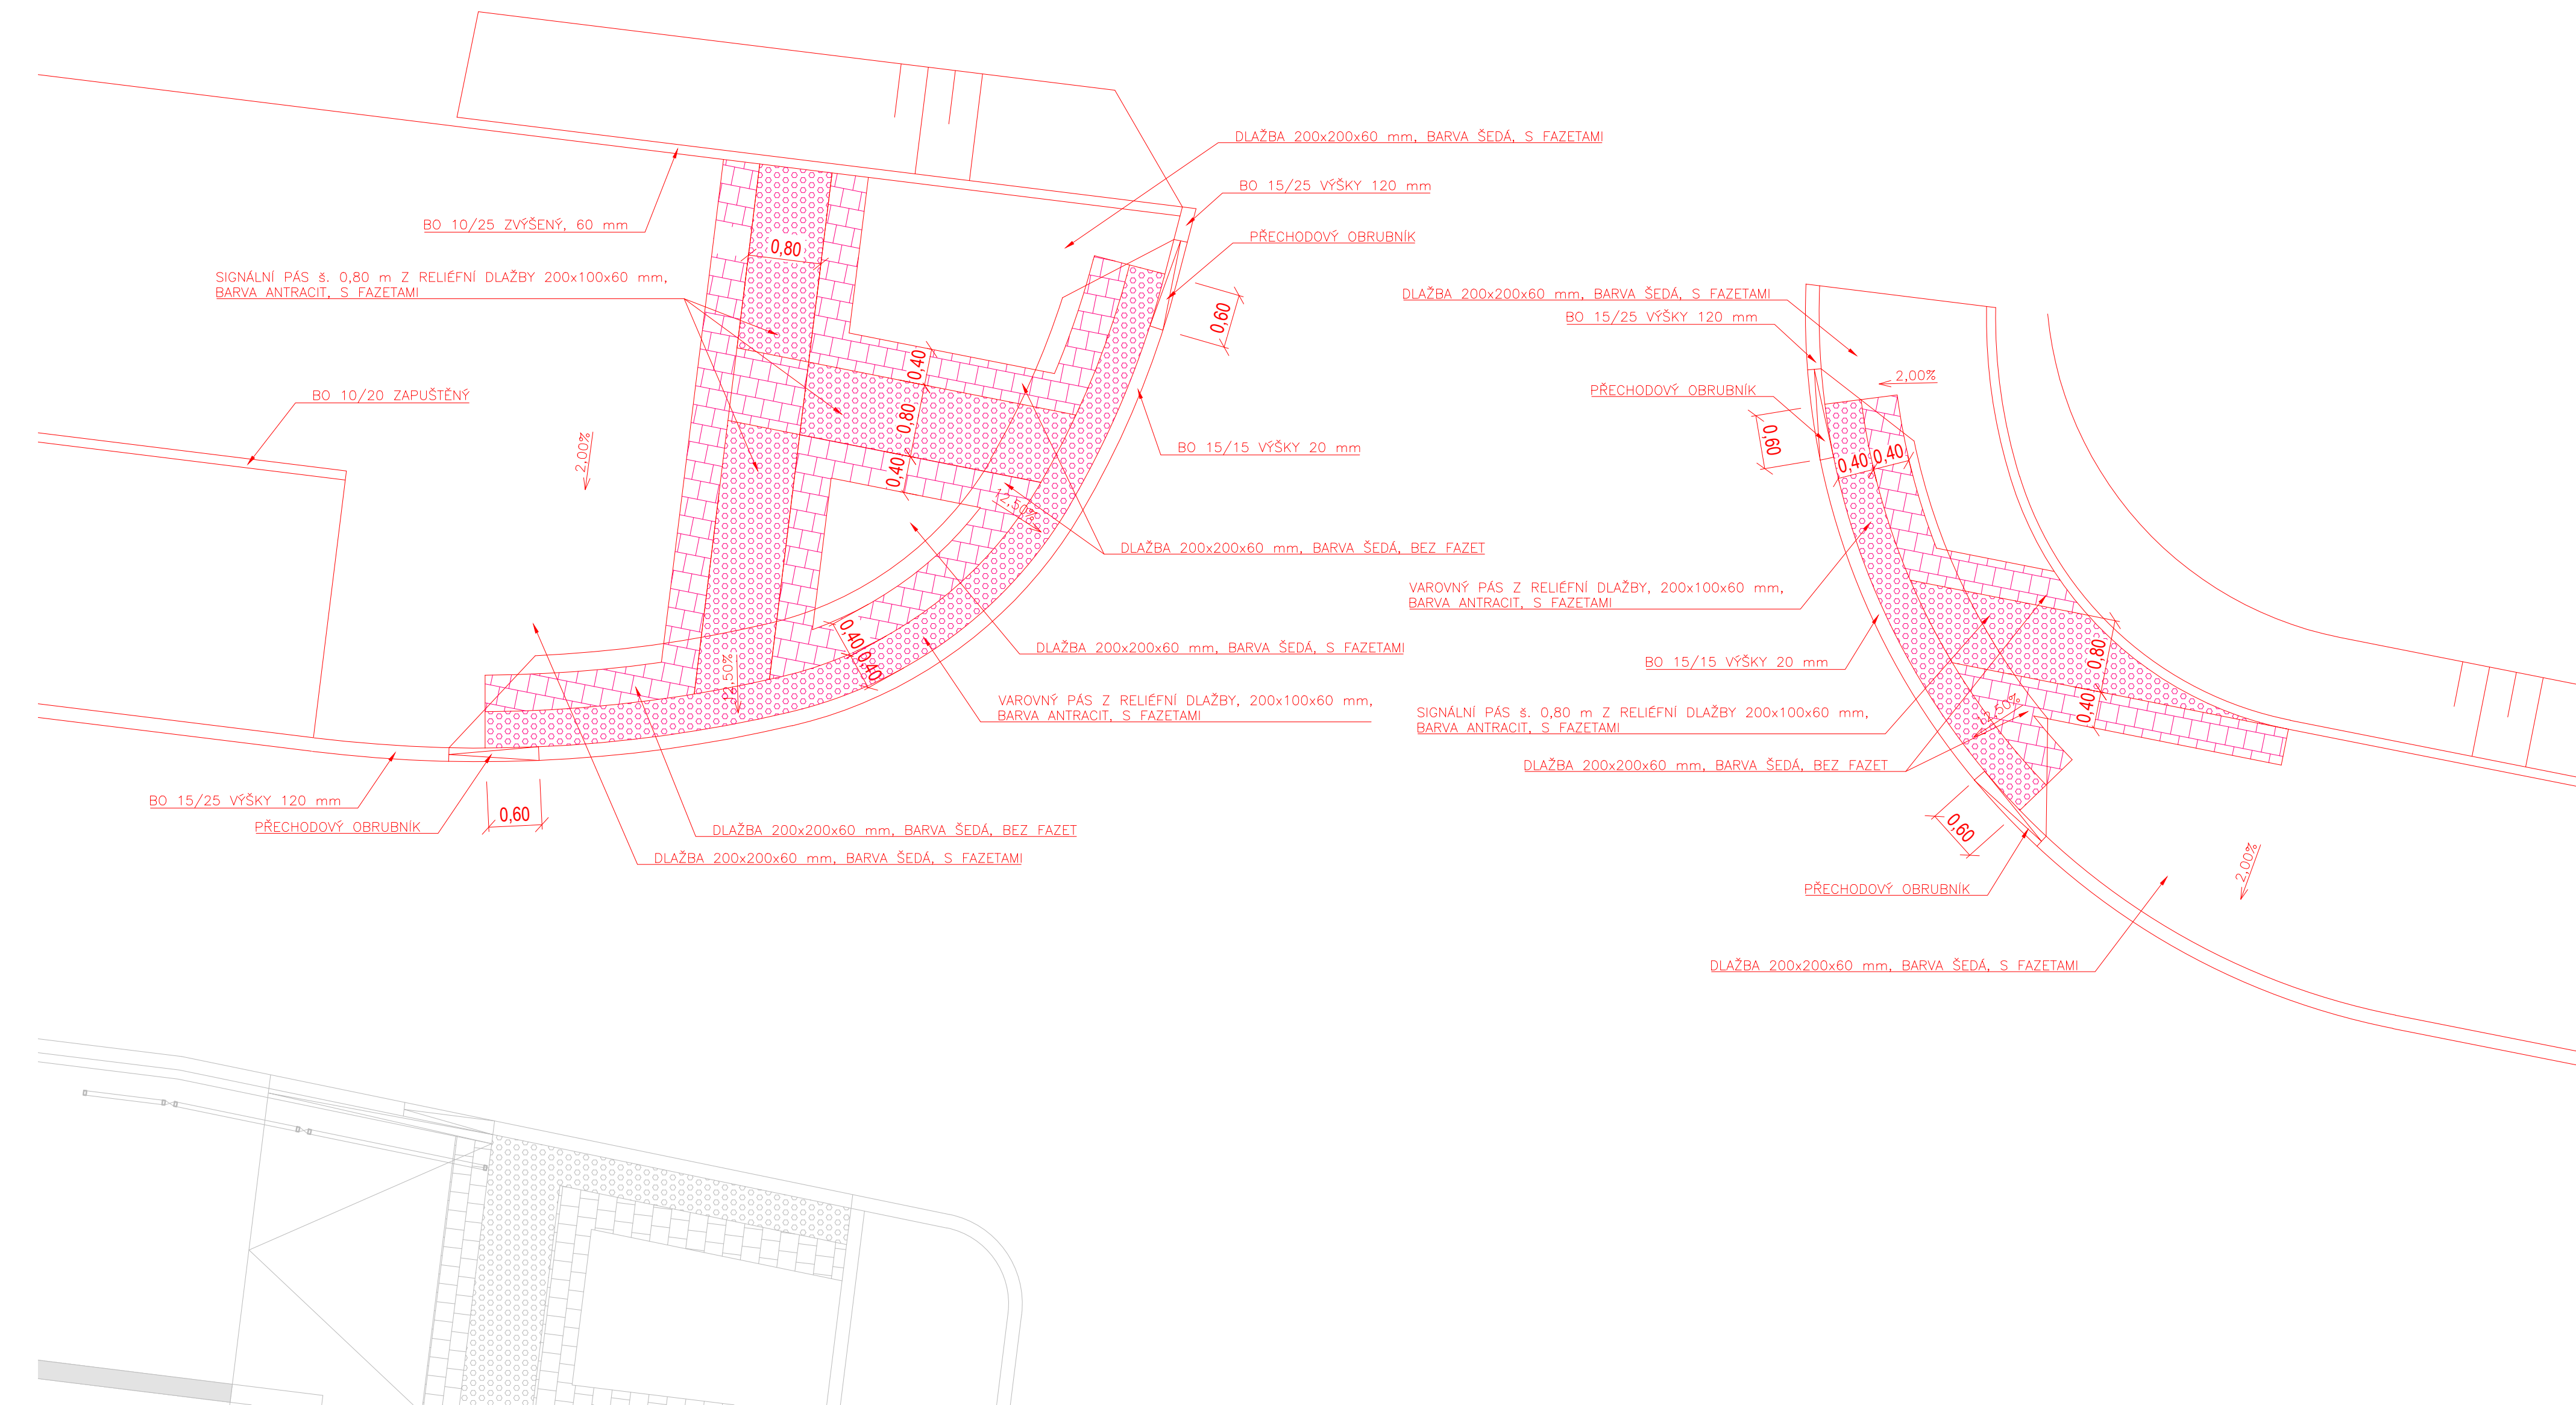 DLAŽBA 200x200x60 mm, BARVA ŠEDÁ, S FAZETAMI
BO 15/25 VÝŠKY 120 mm
BO 10/25 ZVÝŠENÝ, 60 mm
PŘECHODOVÝ OBRUBNÍK
0,80
SIGNÁLNÍ PÁS š. 0,80 m Z RELIÉFNÍ DLAŽBY 200x100x60 mm,
BARVA ANTRACIT, S FAZETAMI
0,60
0,40
0,80
0,40
BO 10/20 ZAPUŠTĚNÝ
2,00%
BO 15/15 VÝŠKY 20 mm
12,50%
DLAŽBA 200x200x60 mm, BARVA ŠEDÁ, BEZ FAZET
0,40
0,40
DLAŽBA 200x200x60 mm, BARVA ŠEDÁ, S FAZETAMI
2,50%
VAROVNÝ PÁS Z RELIÉFNÍ DLAŽBY, 200x100x60 mm,
BARVA ANTRACIT, S FAZETAMI
BO 15/25 VÝŠKY 120 mm
PŘECHODOVÝ OBRUBNÍK
0,60
DLAŽBA 200x200x60 mm, BARVA ŠEDÁ, BEZ FAZET
DLAŽBA 200x200x60 mm, BARVA ŠEDÁ, S FAZETAMI
DLAŽBA 200x200x60 mm, BARVA ŠEDÁ, S FAZETAMI
BO 15/25 VÝŠKY 120 mm
2,00%
PŘECHODOVÝ OBRUBNÍK
0,60
0,40
0,40
VAROVNÝ PÁS Z RELIÉFNÍ DLAŽBY, 200x100x60 mm,
BARVA ANTRACIT, S FAZETAMI
BO 15/15 VÝŠKY 20 mm
0,80
0,40
SIGNÁLNÍ PÁS š. 0,80 m Z RELIÉFNÍ DLAŽBY 200x100x60 mm,
BARVA ANTRACIT, S FAZETAMI
DLAŽBA 200x200x60 mm, BARVA ŠEDÁ, BEZ FAZET
0,60
2,00%
PŘECHODOVÝ OBRUBNÍK
DLAŽBA 200x200x60 mm, BARVA ŠEDÁ, S FAZETAMI